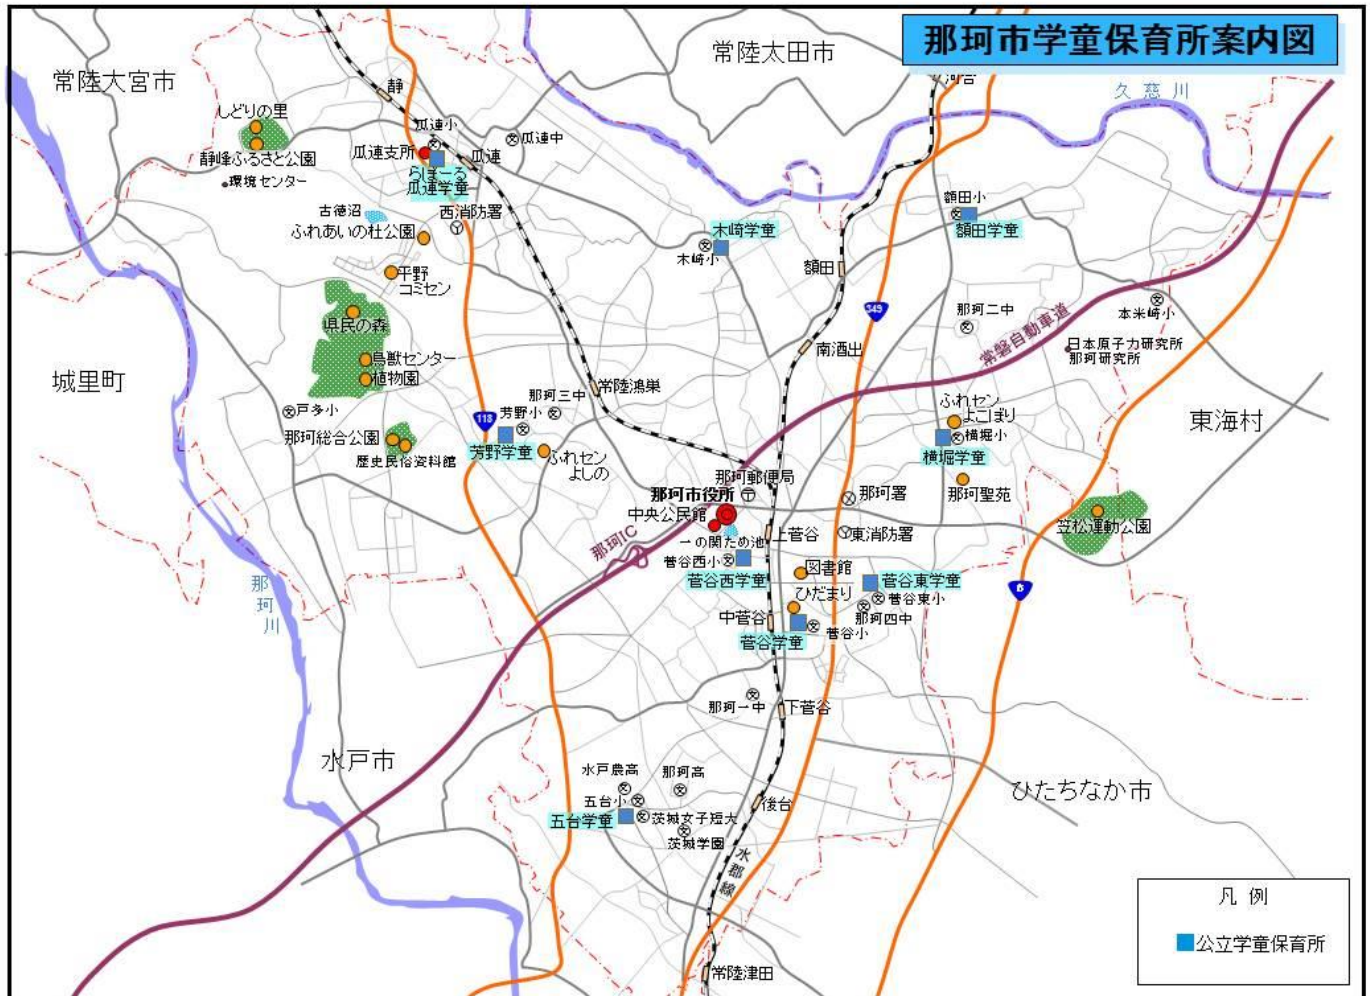 那珂市学童保育所案内図
常陸太田市
常陸大宮市
久慈川
河合
静
しどりの里
静峰ふるさと公園
環境センター
瓜連小
瓜連中
瓜連支所
瓜連
らぽーる
瓜連学童
古徳沼
西消防署
ふれあいの杜公園
平野
コミセン
木崎学童
木崎小
額田小
額田学童
額田
県民の森
鳥獣センター
植物園
349
那珂二中
本米崎小
常磐自動車道
日本原子力研究所
那珂研究所
南酒出
城里町
戸多小
那珂総合公園
歴史民俗資料館
118
那珂三中
芳野小
芳野学童
ふれセン
よしの
常陸鴻巣
ふれセン
よこぼり
横堀小
横堀学童
東海村
那珂聖苑
笠松運動公園
那珂郵便局
那珂市役所
中央公民館
一の関ため池
那珂署
東消防署
上菅谷
那珂IC
菅谷西小
菅谷西学童
図書館
ひだまり
菅谷東学童
菅谷東小
那珂四中
中菅谷
菅谷小
菅谷学童
6
那珂川
那珂一中
下菅谷
水戸市
ひたちなか市
水戸農高
那珂高
五台小
五台学童
茨城女子短大
茨城学園
後台
水郡線
常陸津田
凡例
公立学童保育所